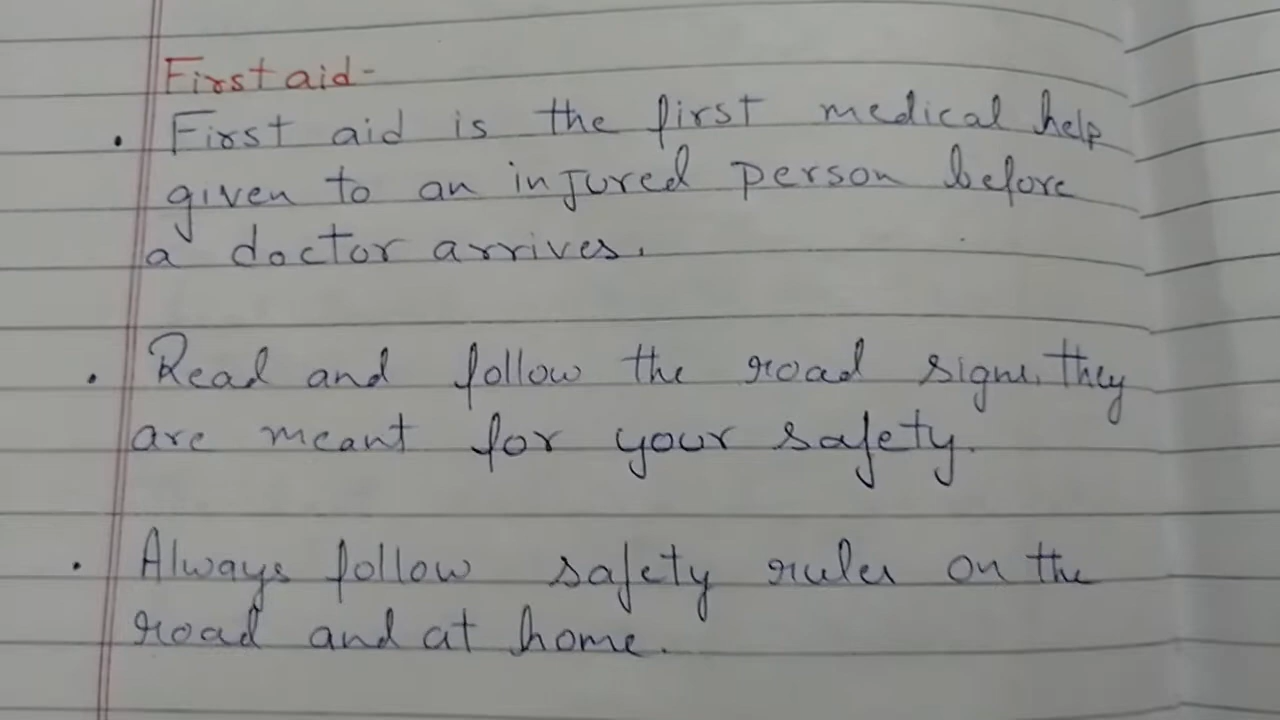 First aid-
• First aid is the first medical help
given to an injured person before
a doctor arrives.
• Read and follow the road signs, they
are meant for your safety.
• Always follow safety rules on the
road and at home.